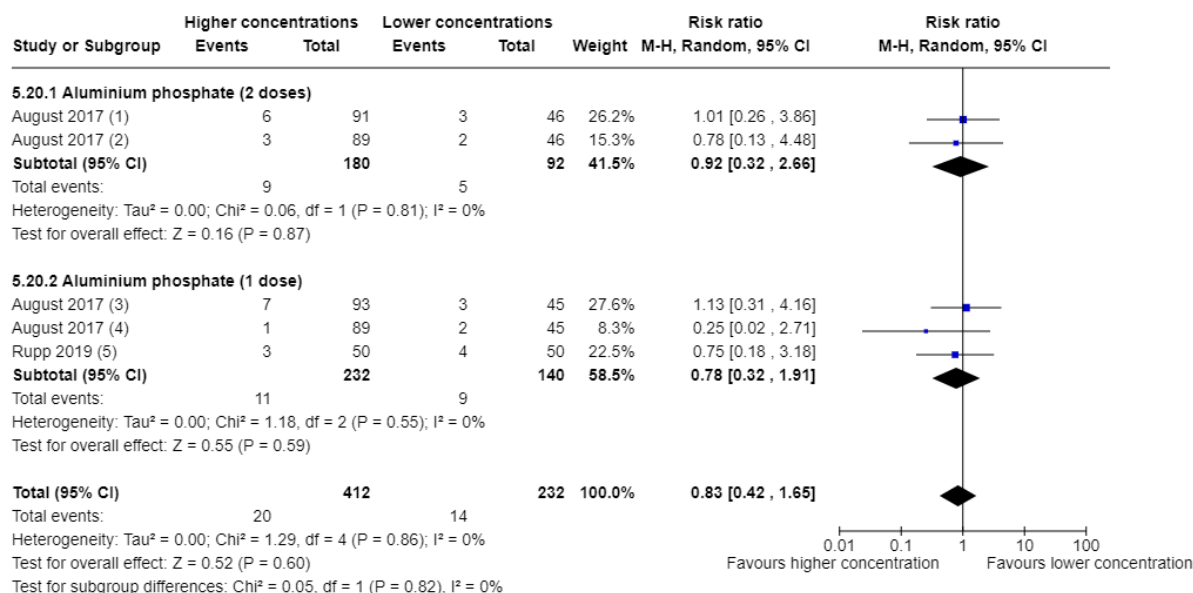 Higher concentrations Lower concentrations Risk ratio Risk ratio
Study or Subgroup Events Total Events Total Weight M-H, Random, 95% CI M-H, Random, 95% CI
5.20.1 Aluminium phosphate (2 doses)
August 2017 (1) 6 91 3 46 26.2% 1.01 [0.26 , 3.86]
August 2017 (2) 3 89 2 46 15.3% 0.78 [0.13 , 4.48]
Subtotal (95% CI) 180 92 41.5% 0.92 [0.32 , 2.66]
Total events: 9 5
Heterogeneity: Tau² = 0.00; Chi² = 0.06, df = 1 (P = 0.81); I² = 0%
Test for overall effect: Z = 0.16 (P = 0.87)
5.20.2 Aluminium phosphate (1 dose)
August 2017 (3) 7 93 3 45 27.6% 1.13 [0.31 , 4.16]
August 2017 (4) 1 89 2 45 8.3% 0.25 [0.02 , 2.71]
Rupp 2019 (5) 3 50 4 50 22.5% 0.75 [0.18 , 3.18]
Subtotal (95% CI) 232 140 58.5% 0.78 [0.32 , 1.91]
Total events: 11 9
Heterogeneity: Tau² = 0.00; Chi² = 1.18, df = 2 (P = 0.55); I² = 0%
Test for overall effect: Z = 0.55 (P = 0.59)
Total (95% CI) 412 232 100.0% 0.83 [0.42 , 1.65]
Total events: 20 14
Heterogeneity: Tau² = 0.00; Chi² = 1.29, df = 4 (P = 0.86); I² = 0%
0.01 0.1 1 10 100
Test for overall effect: Z = 0.52 (P = 0.60) Favours higher concentration Favours lower concentration
Test for subgroup differences: Chi² = 0.05, df = 1 (P = 0.82), I² = 0%